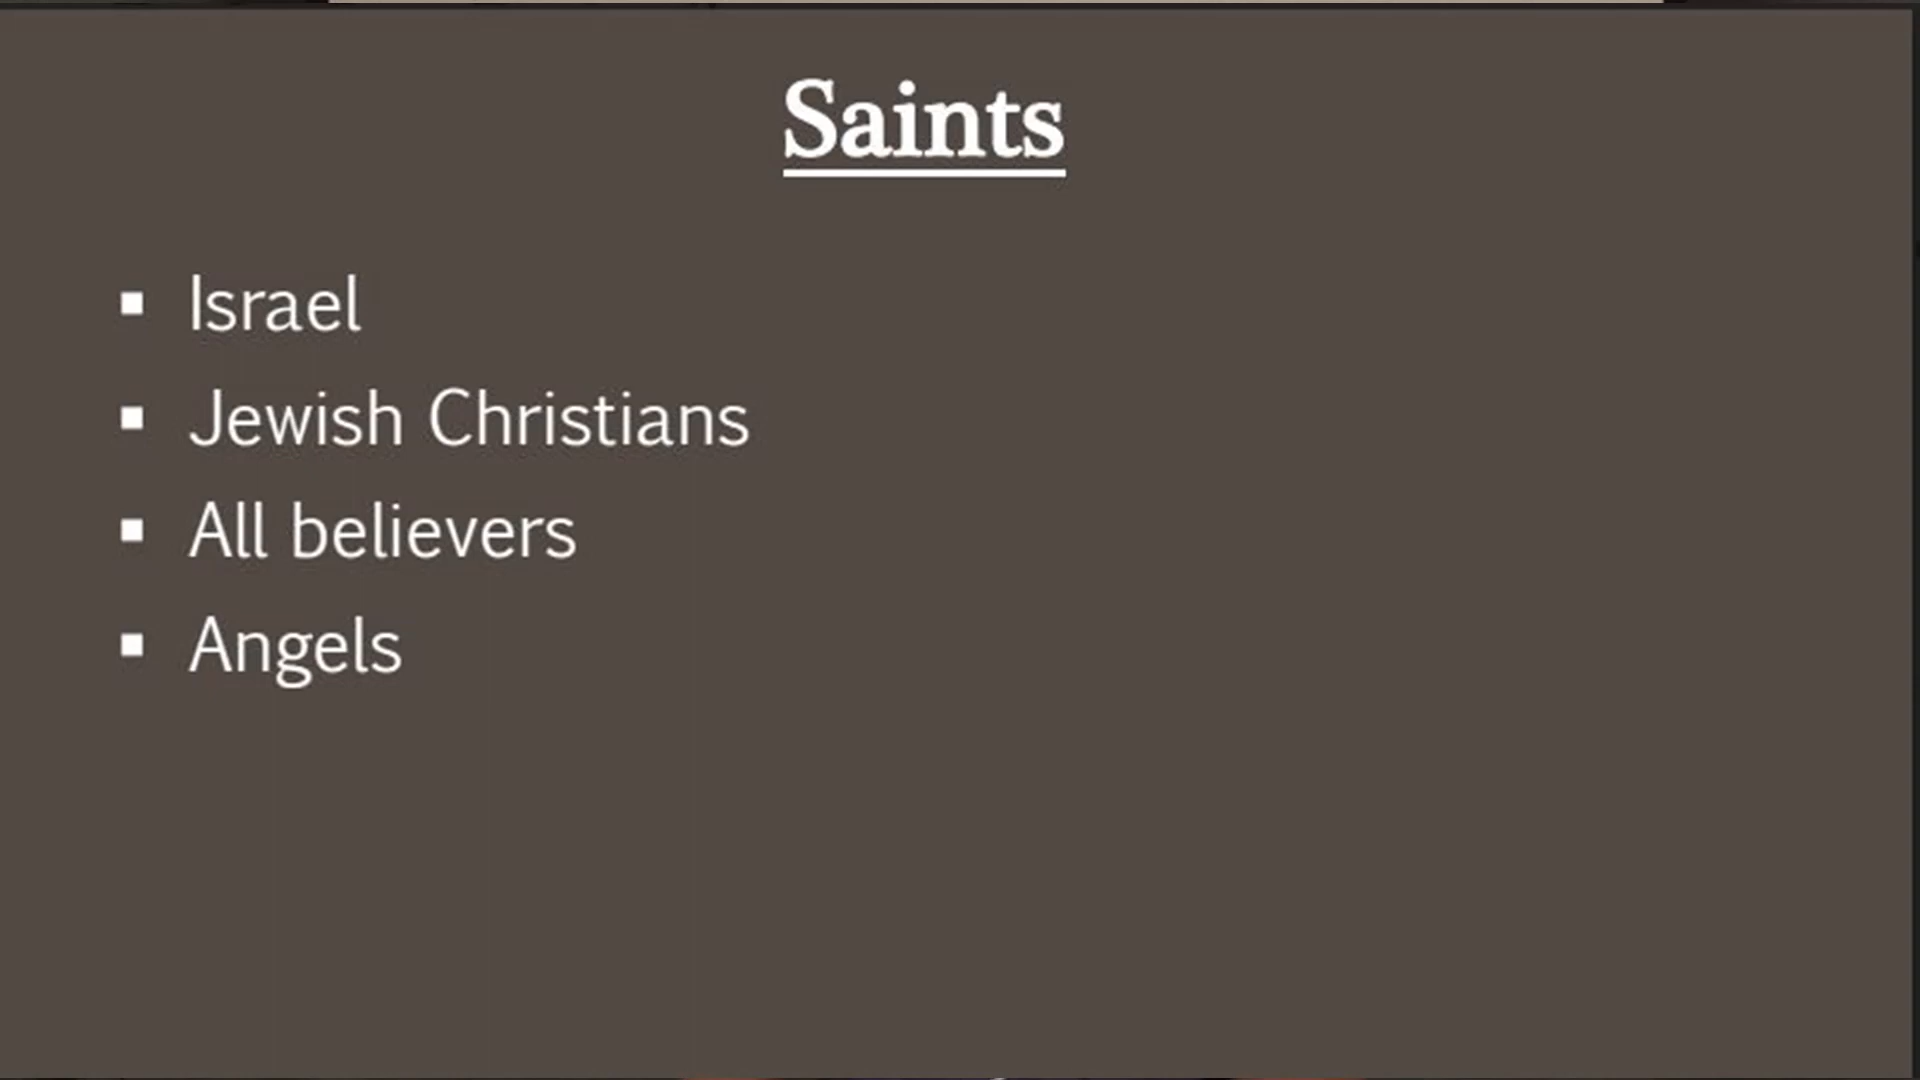 Saints
▪ Israel
▪ Jewish Christians
▪ All believers
▪ Angels